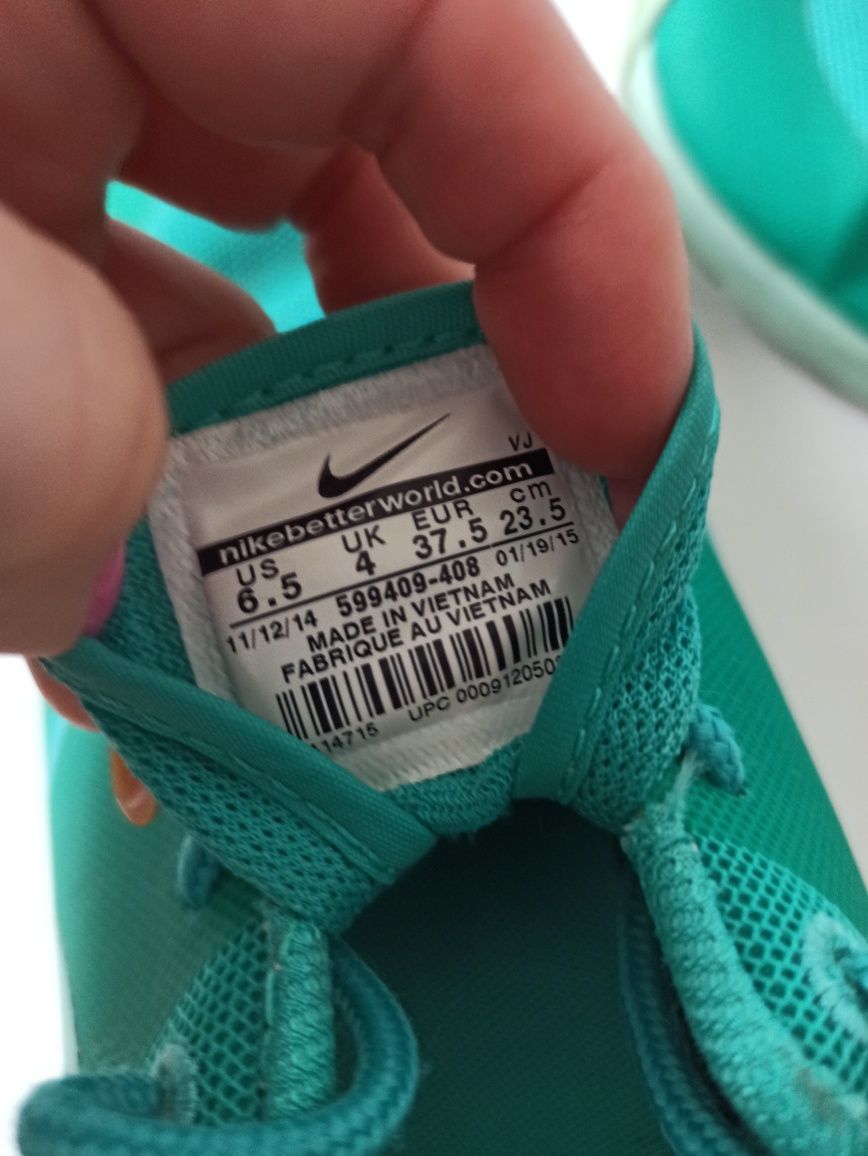 VJ
nikebetterworld.com
US UK EUR cm
6.5 4 37.5 23.5
11/12/14 599409-408 01/19/15
MADE IN VIETNAM
FABRIQUE AU VIETNAM
UPC